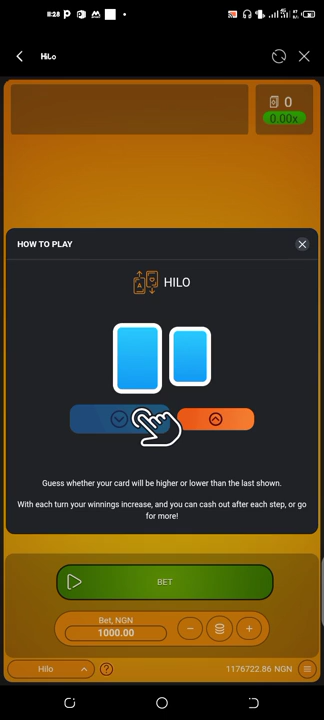 8:28
Hilo
0
0.00x
HOW TO PLAY
A
HILO
Guess whether your card will be higher or lower than the last shown.
With each turn your winnings increase, and you can cash out after each step, or go
for more!
BET
Bet, NGN
1000.00
Hilo ? 1176722.86 NGN